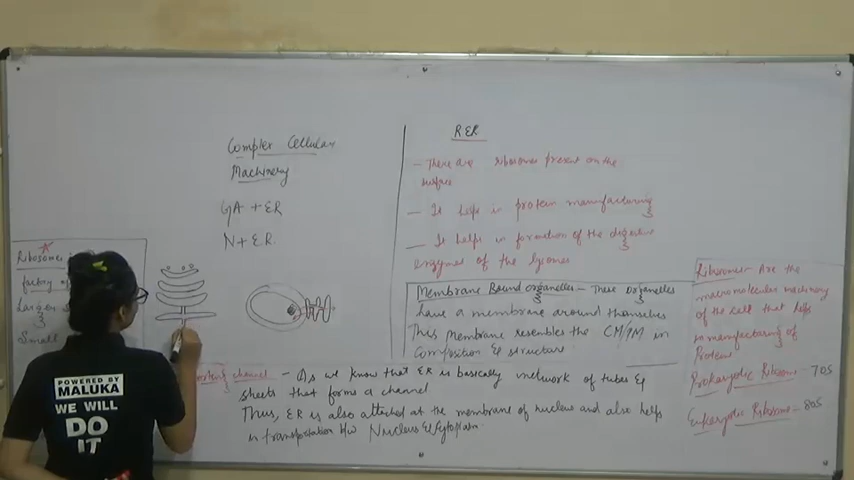 Complex Cellular
Machinery
GA + ER
N + ER
RER
- There are ribosomes present on the
surface
- It helps in protein manufacturing
- It helps in formation of the digestive
enzymes of the lysomes
Membrane Bound organelles - These organelles
have a membrane around themselves
This membrane resembles the CM/PM in
composition & structure
Ribosomes - Are the
macromolecular machinery
of the cell that helps
in manufacturing of
Protein
Prokaryotic Ribosome - 70S
Eukaryotic Ribosome - 80S
Ribosomes
factory of
Larger
Small
channel - As we know that ER is basically network of tubes &
sheets that forms a channel
Thus, ER is also attached at the membrane of nucleus and also helps
in transportation b/w Nucleus & Cytoplasm
POWERED BY
MALUKA
WE WILL
DO
IT